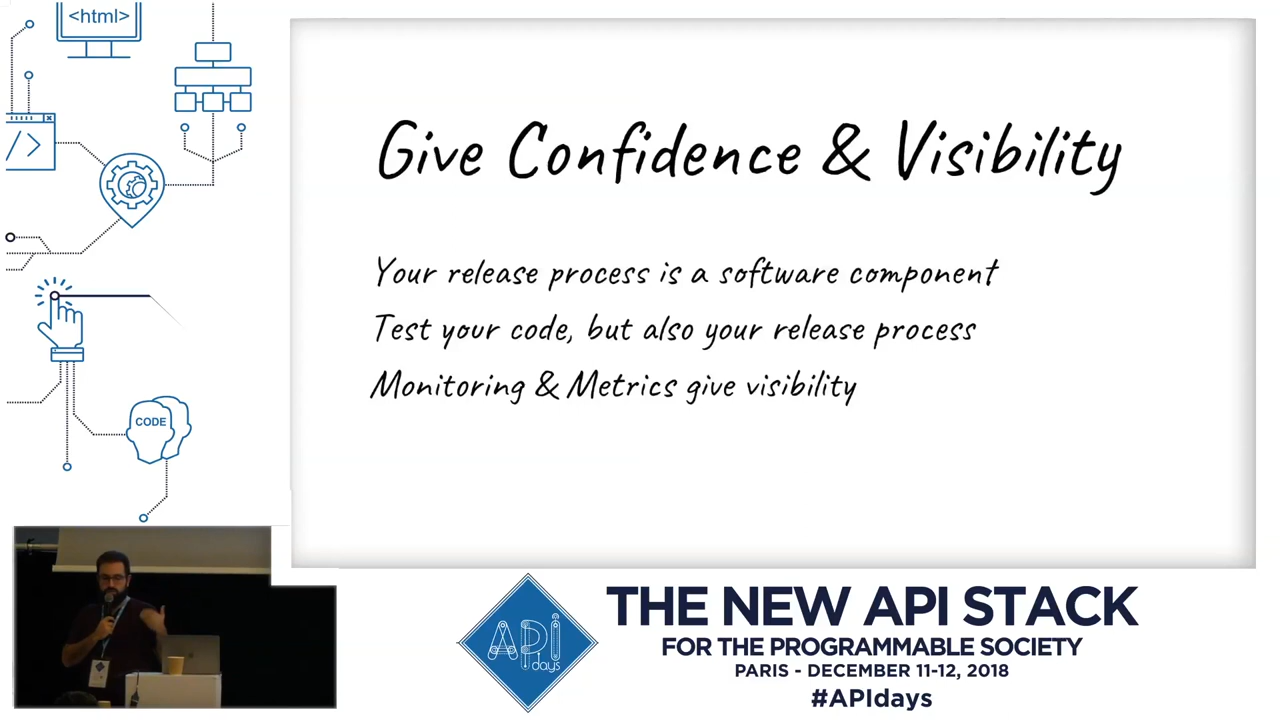 <html>
</>
CODE
Give Confidence & Visibility
Your release process is a software component
Test your code, but also your release process
Monitoring & Metrics give visibility
API
days
THE NEW API STACK
FOR THE PROGRAMMABLE SOCIETY
PARIS - DECEMBER 11-12, 2018
#APIdays